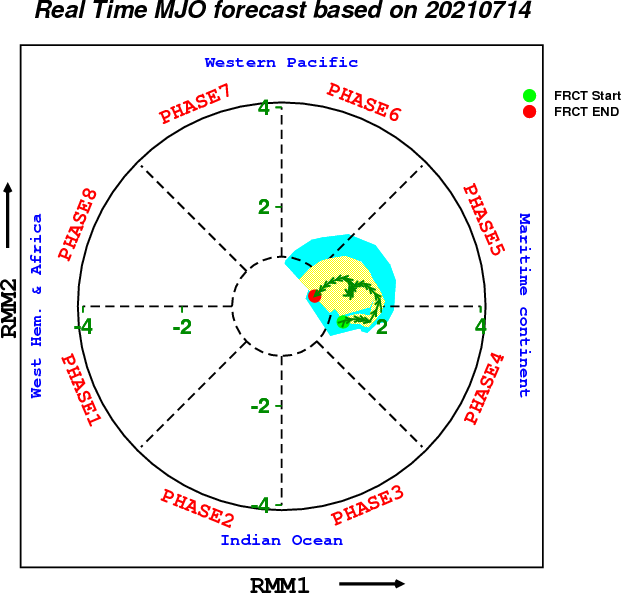 Real Time MJO forecast based on 20210714
Western Pacific
FRCT Start
FRCT END
PHASE7
PHASE6
4
PHASE8
2
PHASE5
West Hem. & Africa
Maritime continent
RMM2
-4
-2
2
4
PHASE1
PHASE4
-2
PHASE2
-4
PHASE3
Indian Ocean
RMM1